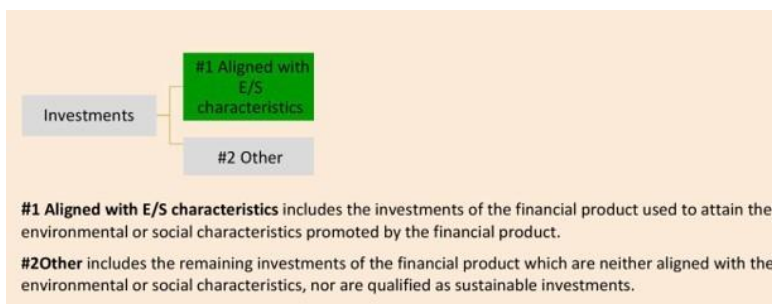 #1 Aligned with
E/S
characteristics
Investments
#2 Other
#1 Aligned with E/S characteristics includes the investments of the financial product used to attain the
environmental or social characteristics promoted by the financial product.
#2Other includes the remaining investments of the financial product which are neither aligned with the
environmental or social characteristics, nor are qualified as sustainable investments.